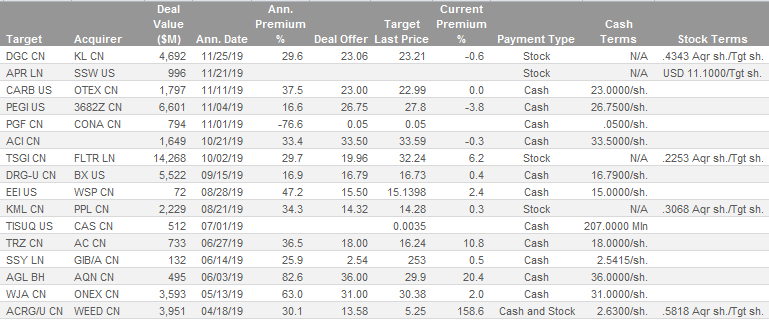 Deal Ann. Current
Value Premium Target Premium Cash
Target Acquirer ($M) Ann. Date % Deal Offer Last Price % Payment Type Terms Stock Terms
DGC CN KL CN 4,692 11/25/19 29.6 23.06 23.21 -0.6 Stock N/A .4343 Aqr sh./Tgt sh.
APR LN SSW US 996 11/21/19 Stock N/A USD 11.1000/Tgt sh.
CARB US OTEX CN 1,797 11/11/19 37.5 23.00 22.99 0.0 Cash 23.0000/sh.
PEGI US 3682Z CN 6,601 11/04/19 16.6 26.75 27.8 -3.8 Cash 26.7500/sh.
PGF CN CONA CN 794 11/01/19 -76.6 0.05 0.05 Cash .0500/sh.
ACI CN 1,649 10/21/19 33.4 33.50 33.59 -0.3 Cash 33.5000/sh.
TSGI CN FLTR LN 14,268 10/02/19 29.7 19.96 32.24 6.2 Stock N/A .2253 Aqr sh./Tgt sh.
DRG-U CN BX US 5,522 09/15/19 16.9 16.79 16.73 0.4 Cash 16.7900/sh.
EEI US WSP CN 72 08/28/19 47.2 15.50 15.1398 2.4 Cash 15.0000/sh.
KML CN PPL CN 2,229 08/21/19 34.3 14.32 14.28 0.3 Stock N/A .3068 Aqr sh./Tgt sh.
TISUQ US CAS CN 512 07/01/19 0.0035 Cash 207.0000 Mln
TRZ CN AC CN 733 06/27/19 36.5 18.00 16.24 10.8 Cash 18.0000/sh.
SSY LN GIB/A CN 132 06/14/19 25.9 2.54 253 0.5 Cash 2.5415/sh.
AGL BH AQN CN 495 06/03/19 82.6 36.00 29.9 20.4 Cash 36.0000/sh.
WJA CN ONEX CN 3,593 05/13/19 63.0 31.00 30.38 2.0 Cash 31.0000/sh.
ACRG/U CN WEED CN 3,951 04/18/19 30.1 13.58 5.25 158.6 Cash and Stock 2.6300/sh. .5818 Aqr sh./Tgt sh.